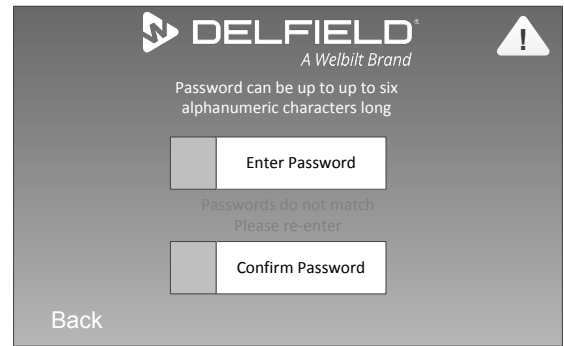 DELFIELD®
A Welbilt Brand
!
Password can be up to up to six
alphanumeric characters long
Enter Password
Passwords do not match
Please re-enter
Confirm Password
Back